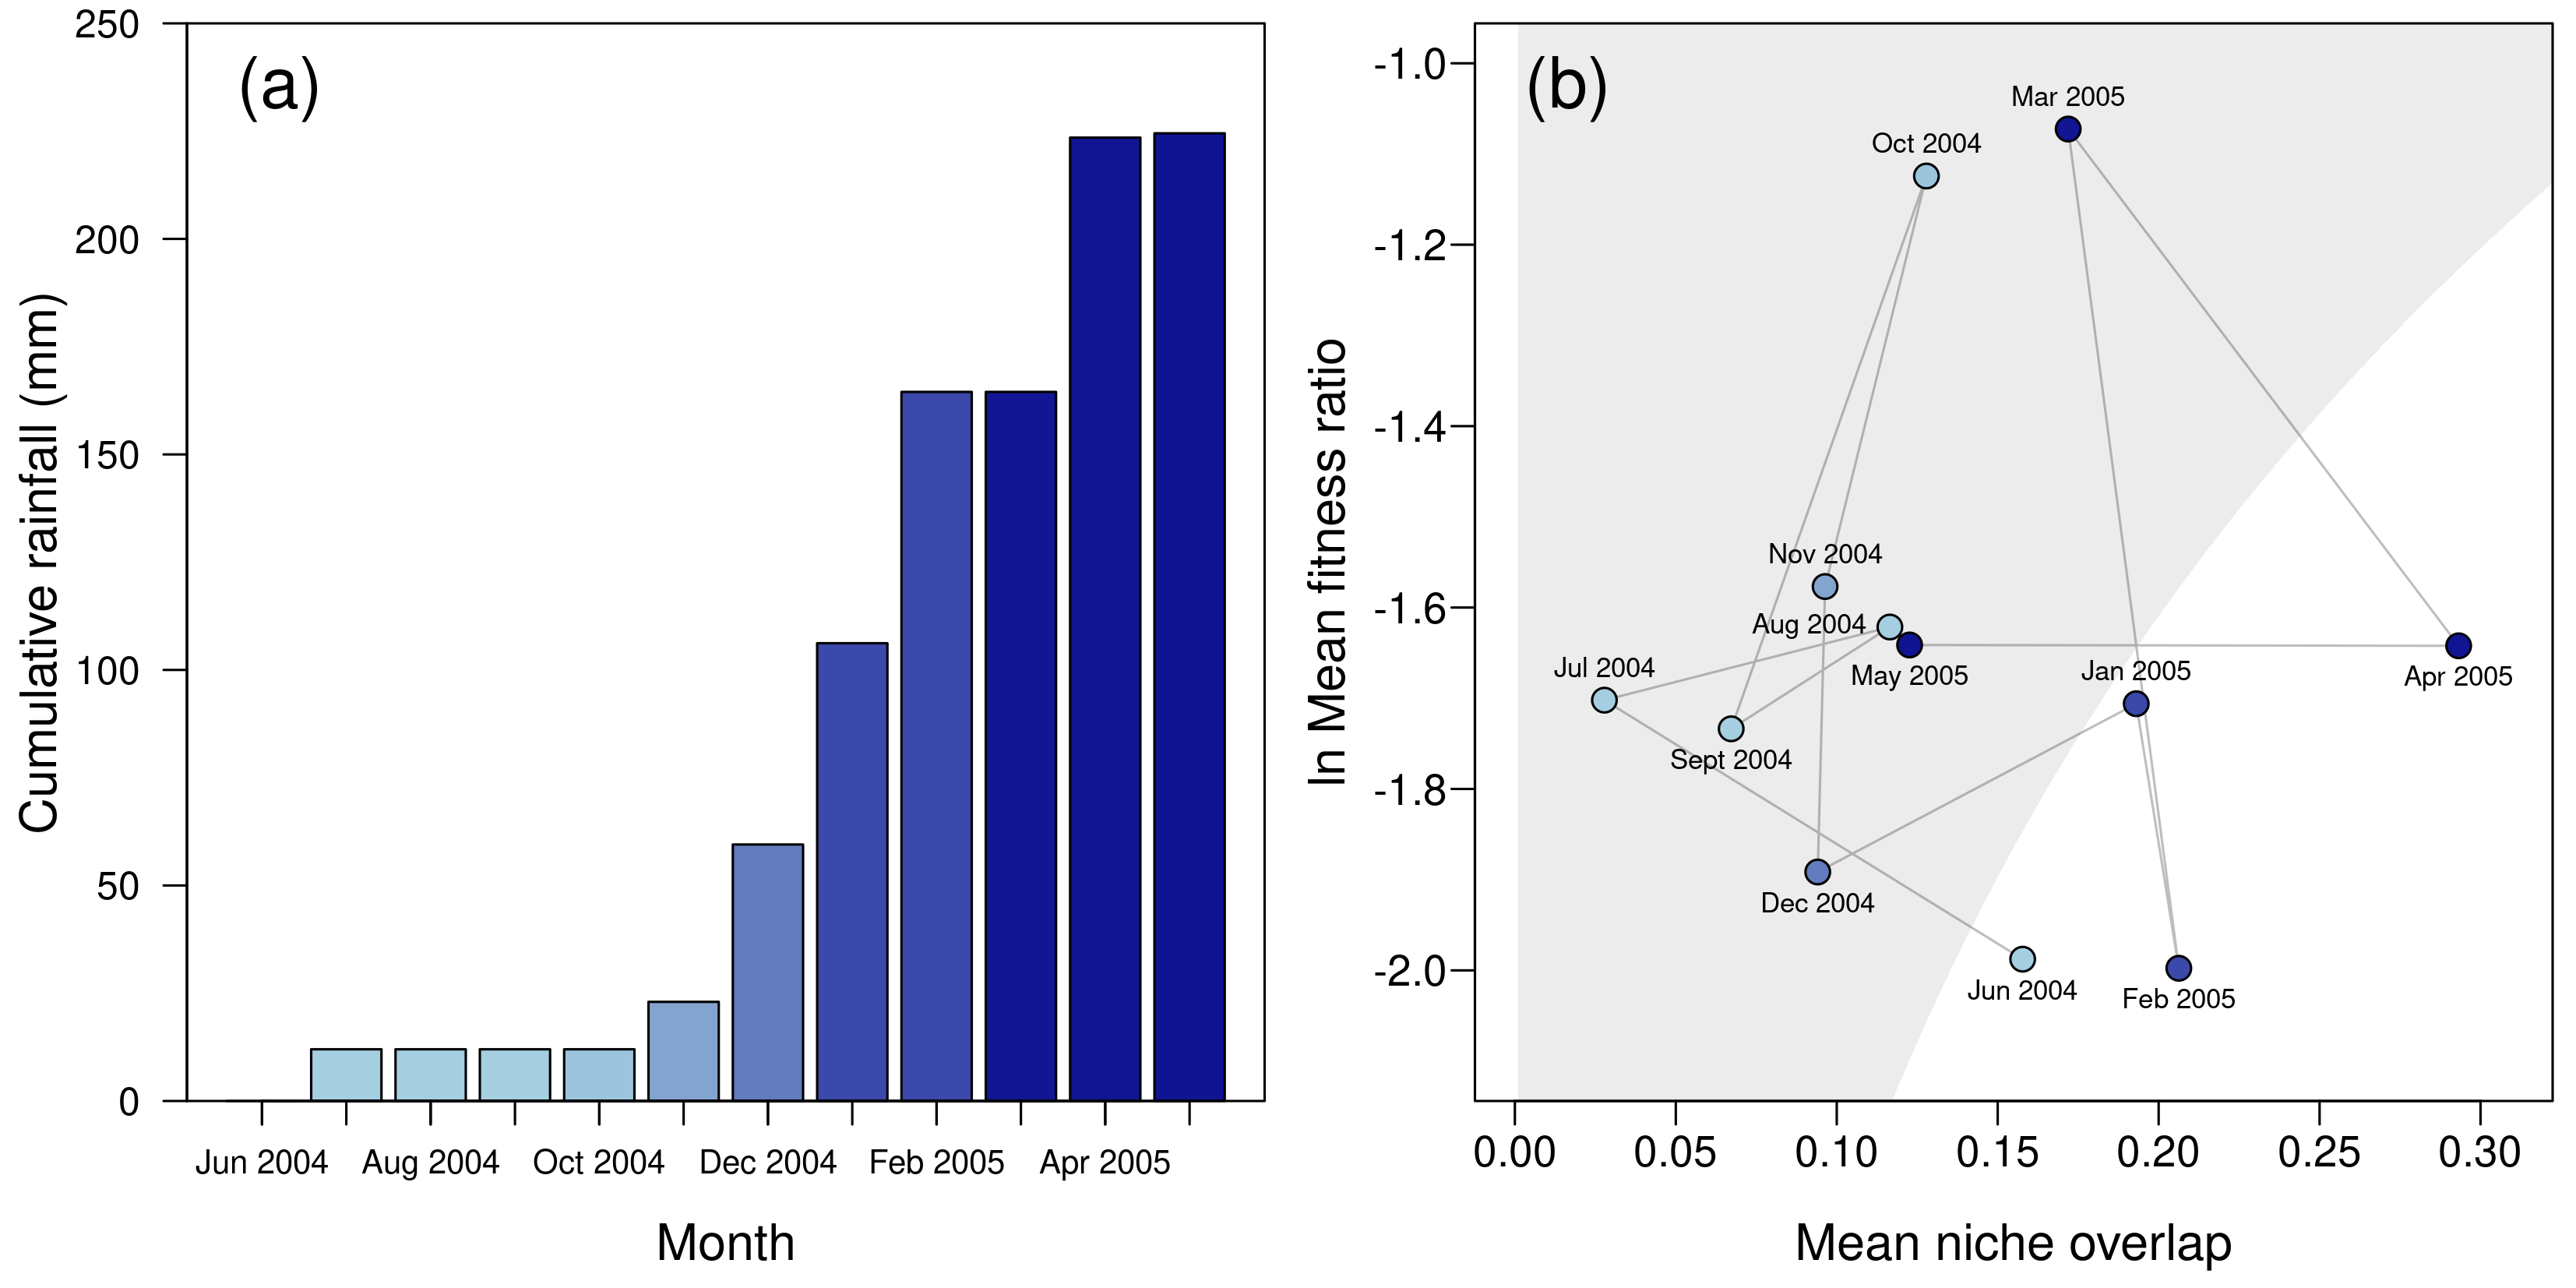 (a)
250
200
150
100
50
0
Cumulative rainfall (mm)
Jun 2004
Aug 2004
Oct 2004
Dec 2004
Feb 2005
Apr 2005
Month
(b)
-1.0
-1.2
-1.4
-1.6
-1.8
-2.0
ln Mean fitness ratio
Mar 2005
Oct 2004
Nov 2004
Aug 2004
May 2005
Jul 2004
Jan 2005
Apr 2005
Sept 2004
Dec 2004
Jun 2004
Feb 2005
0.00
0.05
0.10
0.15
0.20
0.25
0.30
Mean niche overlap